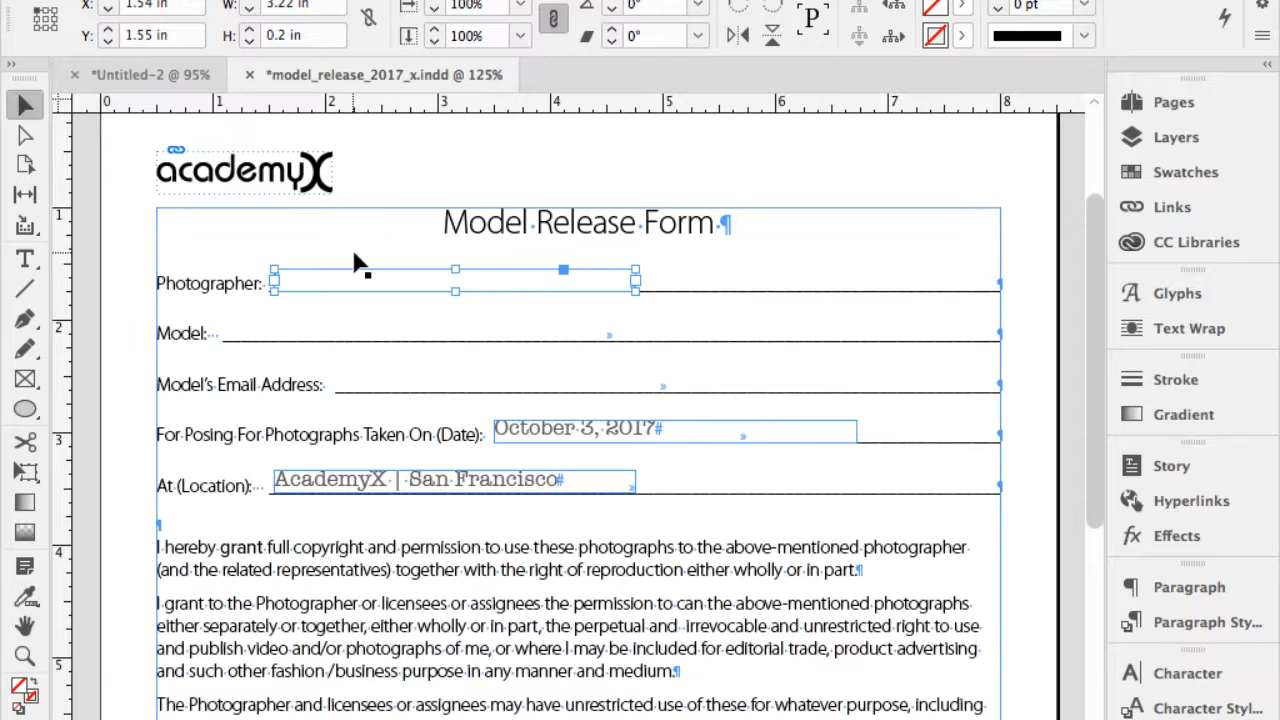 X: 1.54 in W: 3.22 in 100% 0° 0 pt
Y: 1.55 in H: 0.2 in 100% 0° P
*Untitled-2 @ 95% *model_release_2017_x.indd @ 125%
0 1 2 3 4 5 6 7 8
academyX
1
Model Release Form
Photographer:
2
Model:
Model's Email Address:
3
For Posing For Photographs Taken On (Date): October 3, 2017
At (Location): AcademyX | San Francisco
4
I hereby grant full copyright and permission to use these photographs to the above-mentioned photographer
(and the related representatives) together with the right of reproduction either wholly or in part.
I grant to the Photographer or licensees or assignees the permission to can the above-mentioned photographs
either separately or together, either wholly or in part, the perpetual and irrevocable and unrestricted right to use
and publish video and/or photographs of me, or where I may be included for editorial trade, product advertising
5
and such other fashion /business purpose in any manner and medium.
The Photographer and licensees or assignees may have unrestricted use of these for whatever purpose, including
Pages
Layers
Swatches
Links
CC Libraries
Glyphs
Text Wrap
Stroke
Gradient
Story
Hyperlinks
fx Effects
Paragraph
Paragraph Sty...
Character
Character Styl...